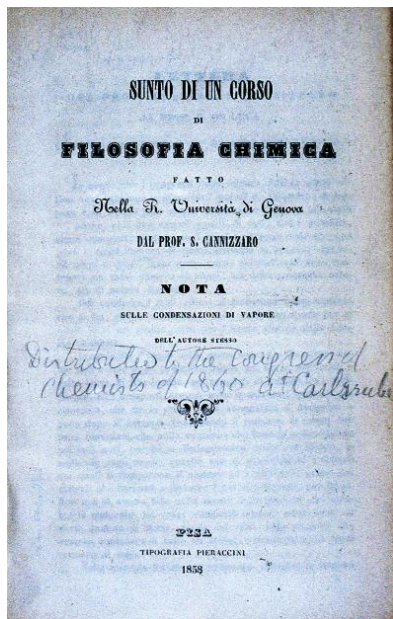 SUNTO DI UN CORSO
DI
FILOSOFIA CHIMICA
FATTO
Nella R. Università di Genova
DAL PROF. S. CANNIZZARO
NOTA
SULLE CONDENSAZIONI DI VAPORE
DELL' AUTORE STESSO
Distributed to the Congress of
Chemists of 1860 at Carlsruhe
PISA
TIPOGRAFIA PIERACCINI
1858